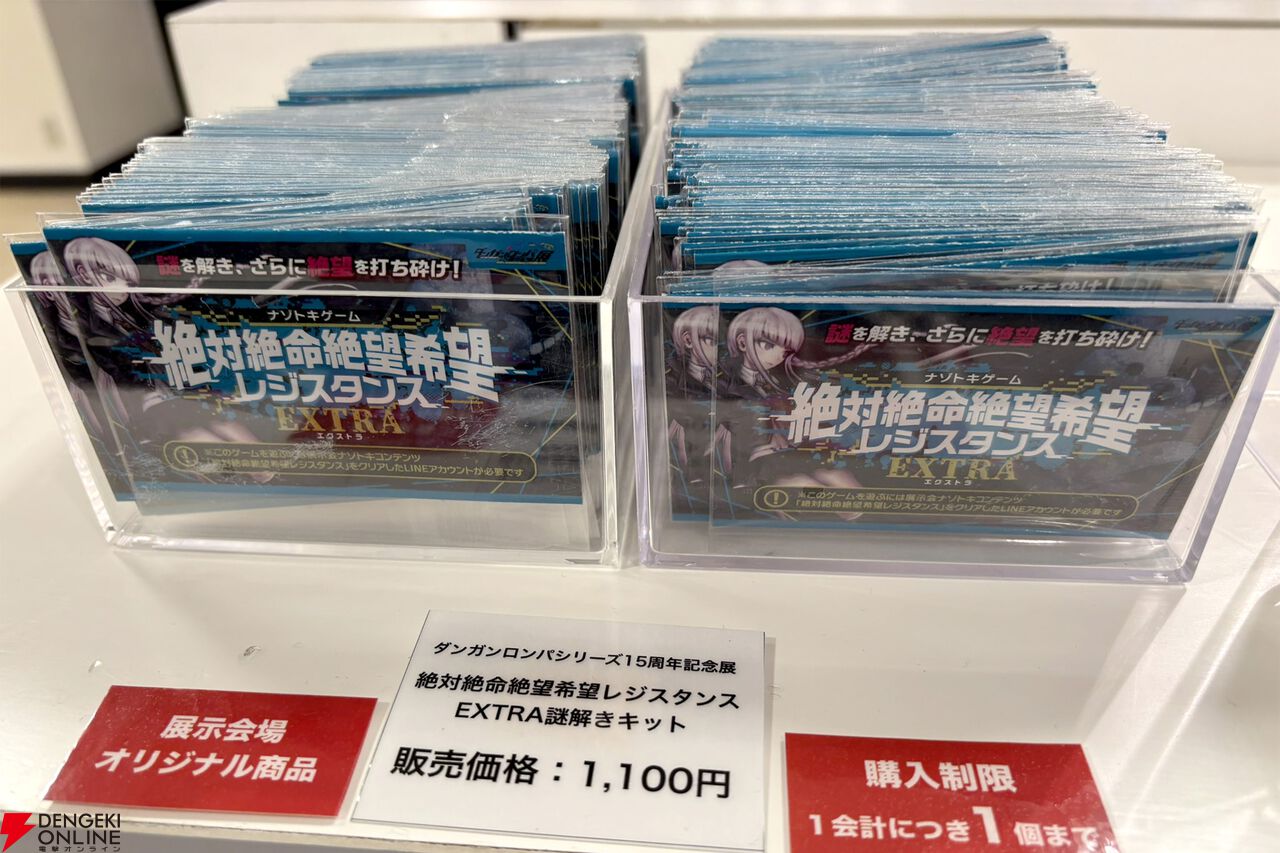 謎を解き、さらに絶望を打ち砕け!
ナゾトキゲーム
絶対絶命絶望希望
レジスタンス
EXTRA
エクストラ
※このゲームを遊ぶには展示会ナゾトキコンテンツ
「絶対絶命絶望希望レジスタンス」をクリアしたLINEアカウントが必要です
打ち砕け!
謎を解き、さらに絶望を打ち砕け!
ナゾトキゲーム
絶対絶命絶望希望
レジスタンス
EXTRA
エクストラ
※このゲームを遊ぶには展示会ナゾトキコンテンツ
「絶対絶命絶望希望レジスタンス」をクリアしたLINEアカウントが必要です
展示会場
オリジナル商品
ダンガンロンパシリーズ15周年記念展
絶対絶命絶望希望レジスタンス
EXTRA謎解きキット
販売価格:1,100円
購入制限
1会計につき1個まで
DENGEKI
ONLINE
電撃オンライン